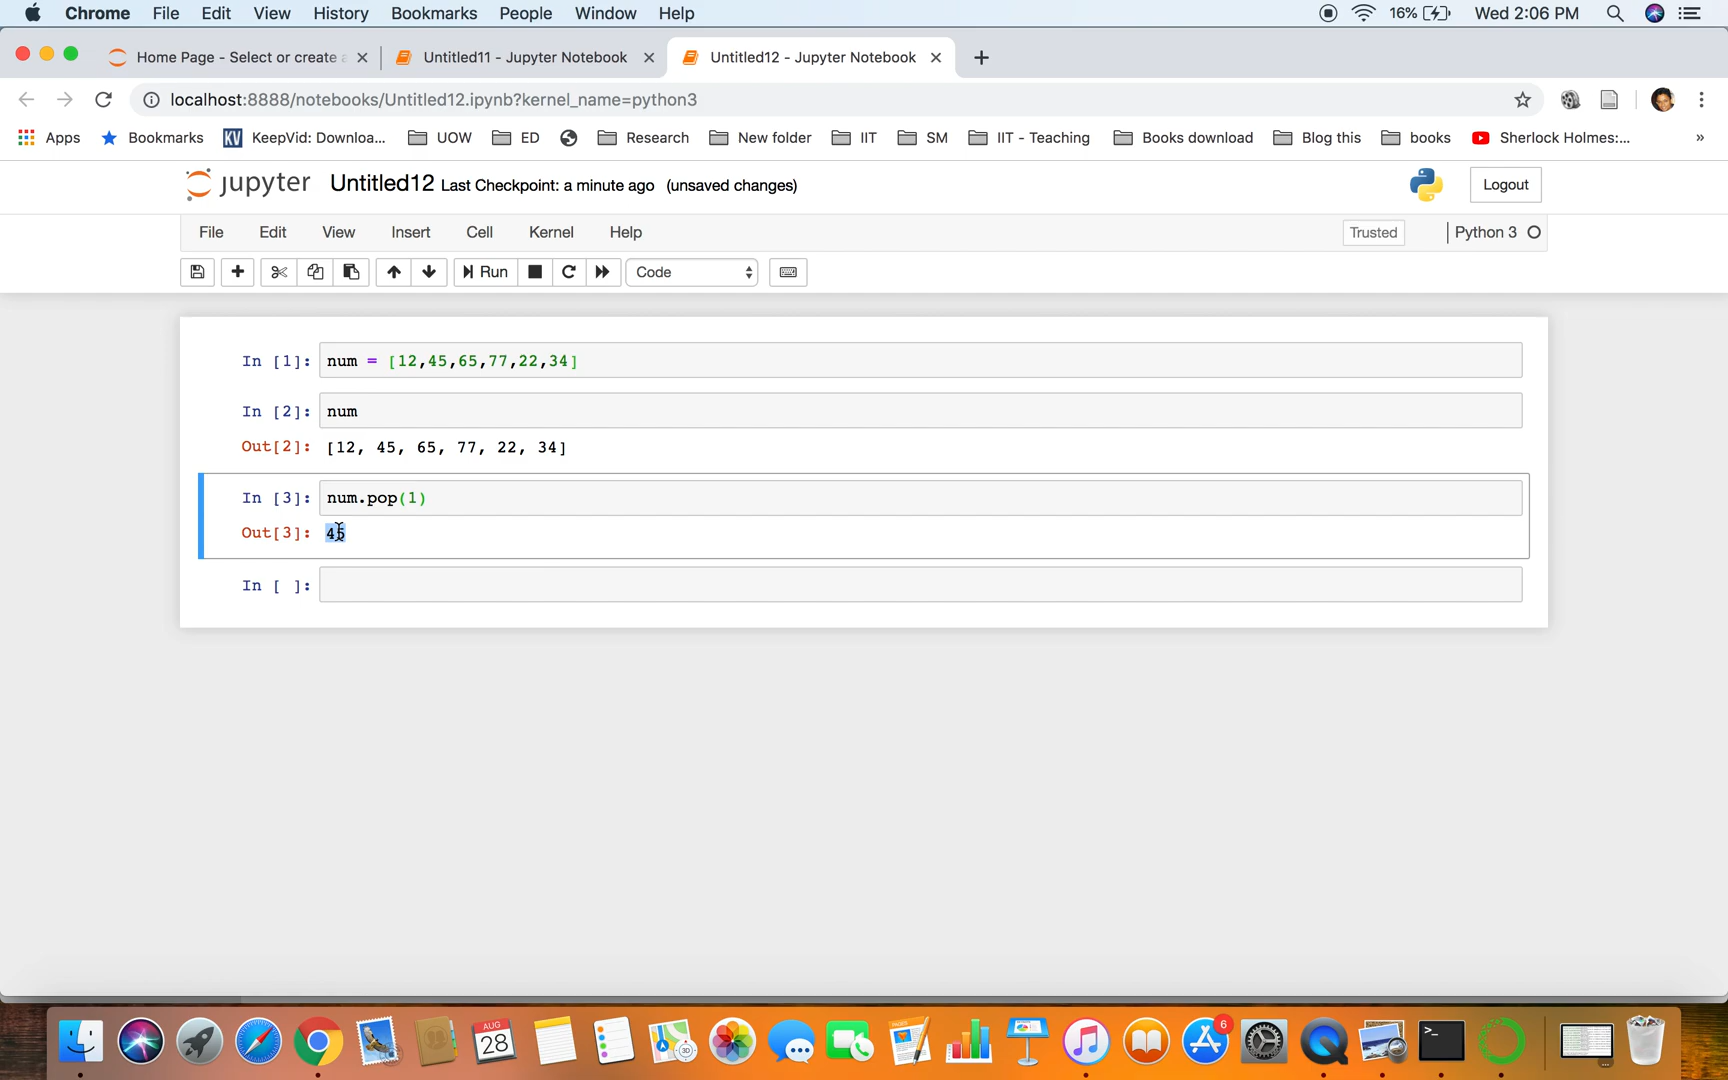 Chrome File Edit View History Bookmarks People Window Help 16% Wed 2:06 PM
Home Page - Select or create a Untitled11 - Jupyter Notebook Untitled12 - Jupyter Notebook
localhost:8888/notebooks/Untitled12.ipynb?kernel_name=python3
Apps Bookmarks KV KeepVid: Downloa... UOW ED Research New folder IIT SM IIT - Teaching Books download Blog this books Sherlock Holmes:... »
jupyter Untitled12 Last Checkpoint: a minute ago (unsaved changes) Logout
File Edit View Insert Cell Kernel Help Trusted Python 3
Run Code
In [1]: num = [12,45,65,77,22,34]
In [2]: num
Out[2]: [12, 45, 65, 77, 22, 34]
In [3]: num.pop(1)
Out[3]: 45
In [ ]:
AUG
28
3D
6